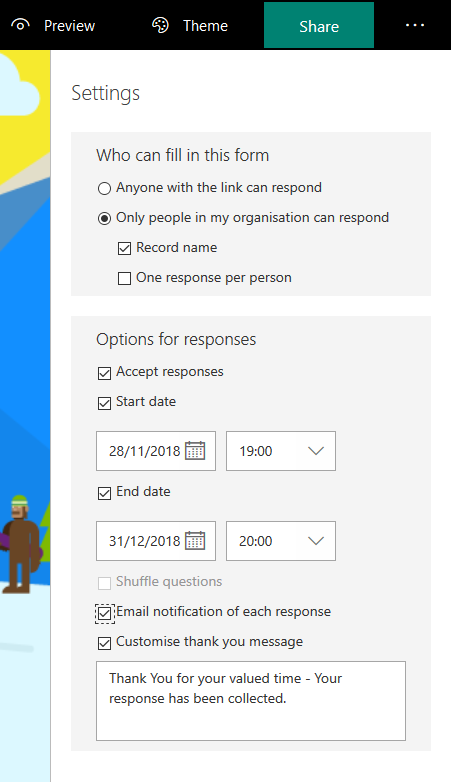 Preview Theme Share ...
Settings
Who can fill in this form
Anyone with the link can respond
Only people in my organisation can respond
Record name
One response per person
Options for responses
Accept responses
Start date
28/11/2018 19:00
End date
31/12/2018 20:00
Shuffle questions
Email notification of each response
Customise thank you message
Thank You for your valued time - Your
response has been collected.